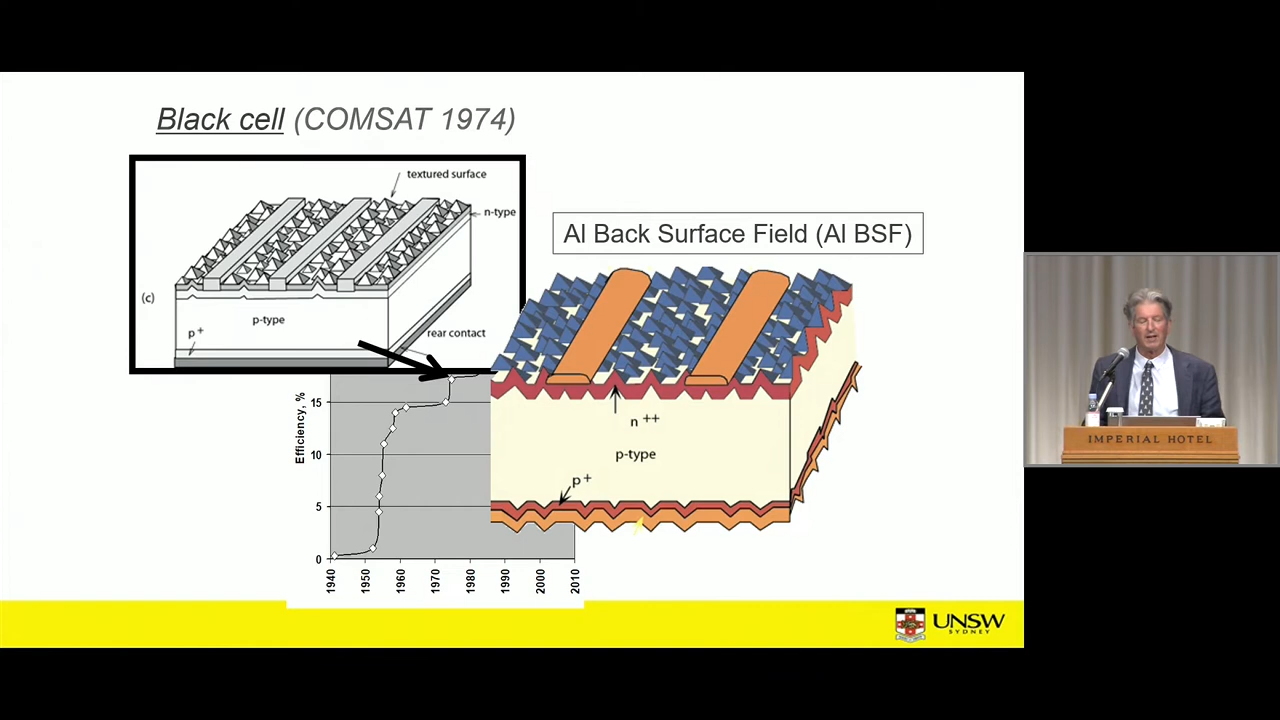 Black cell (COMSAT 1974)
textured surface
n-type
(c)
p-type
p+
rear contact
Al Back Surface Field (Al BSF)
n ++
p-type
p+
Efficiency, %
15
10
5
0
1940
1950
1960
1970
1980
1990
2000
2010
UNSW
SYDNEY
IMPERIAL HOTEL